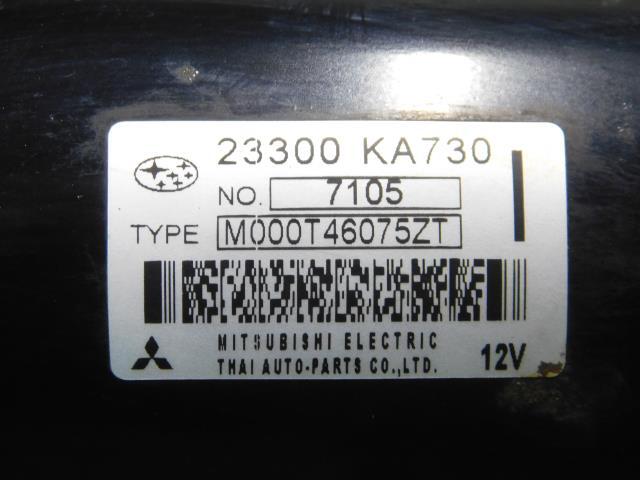 23300 KA730
NO. 7105
TYPE M000T46075ZT
MITSUBISHI ELECTRIC
THAI AUTO-PARTS CO.,LTD. 12V